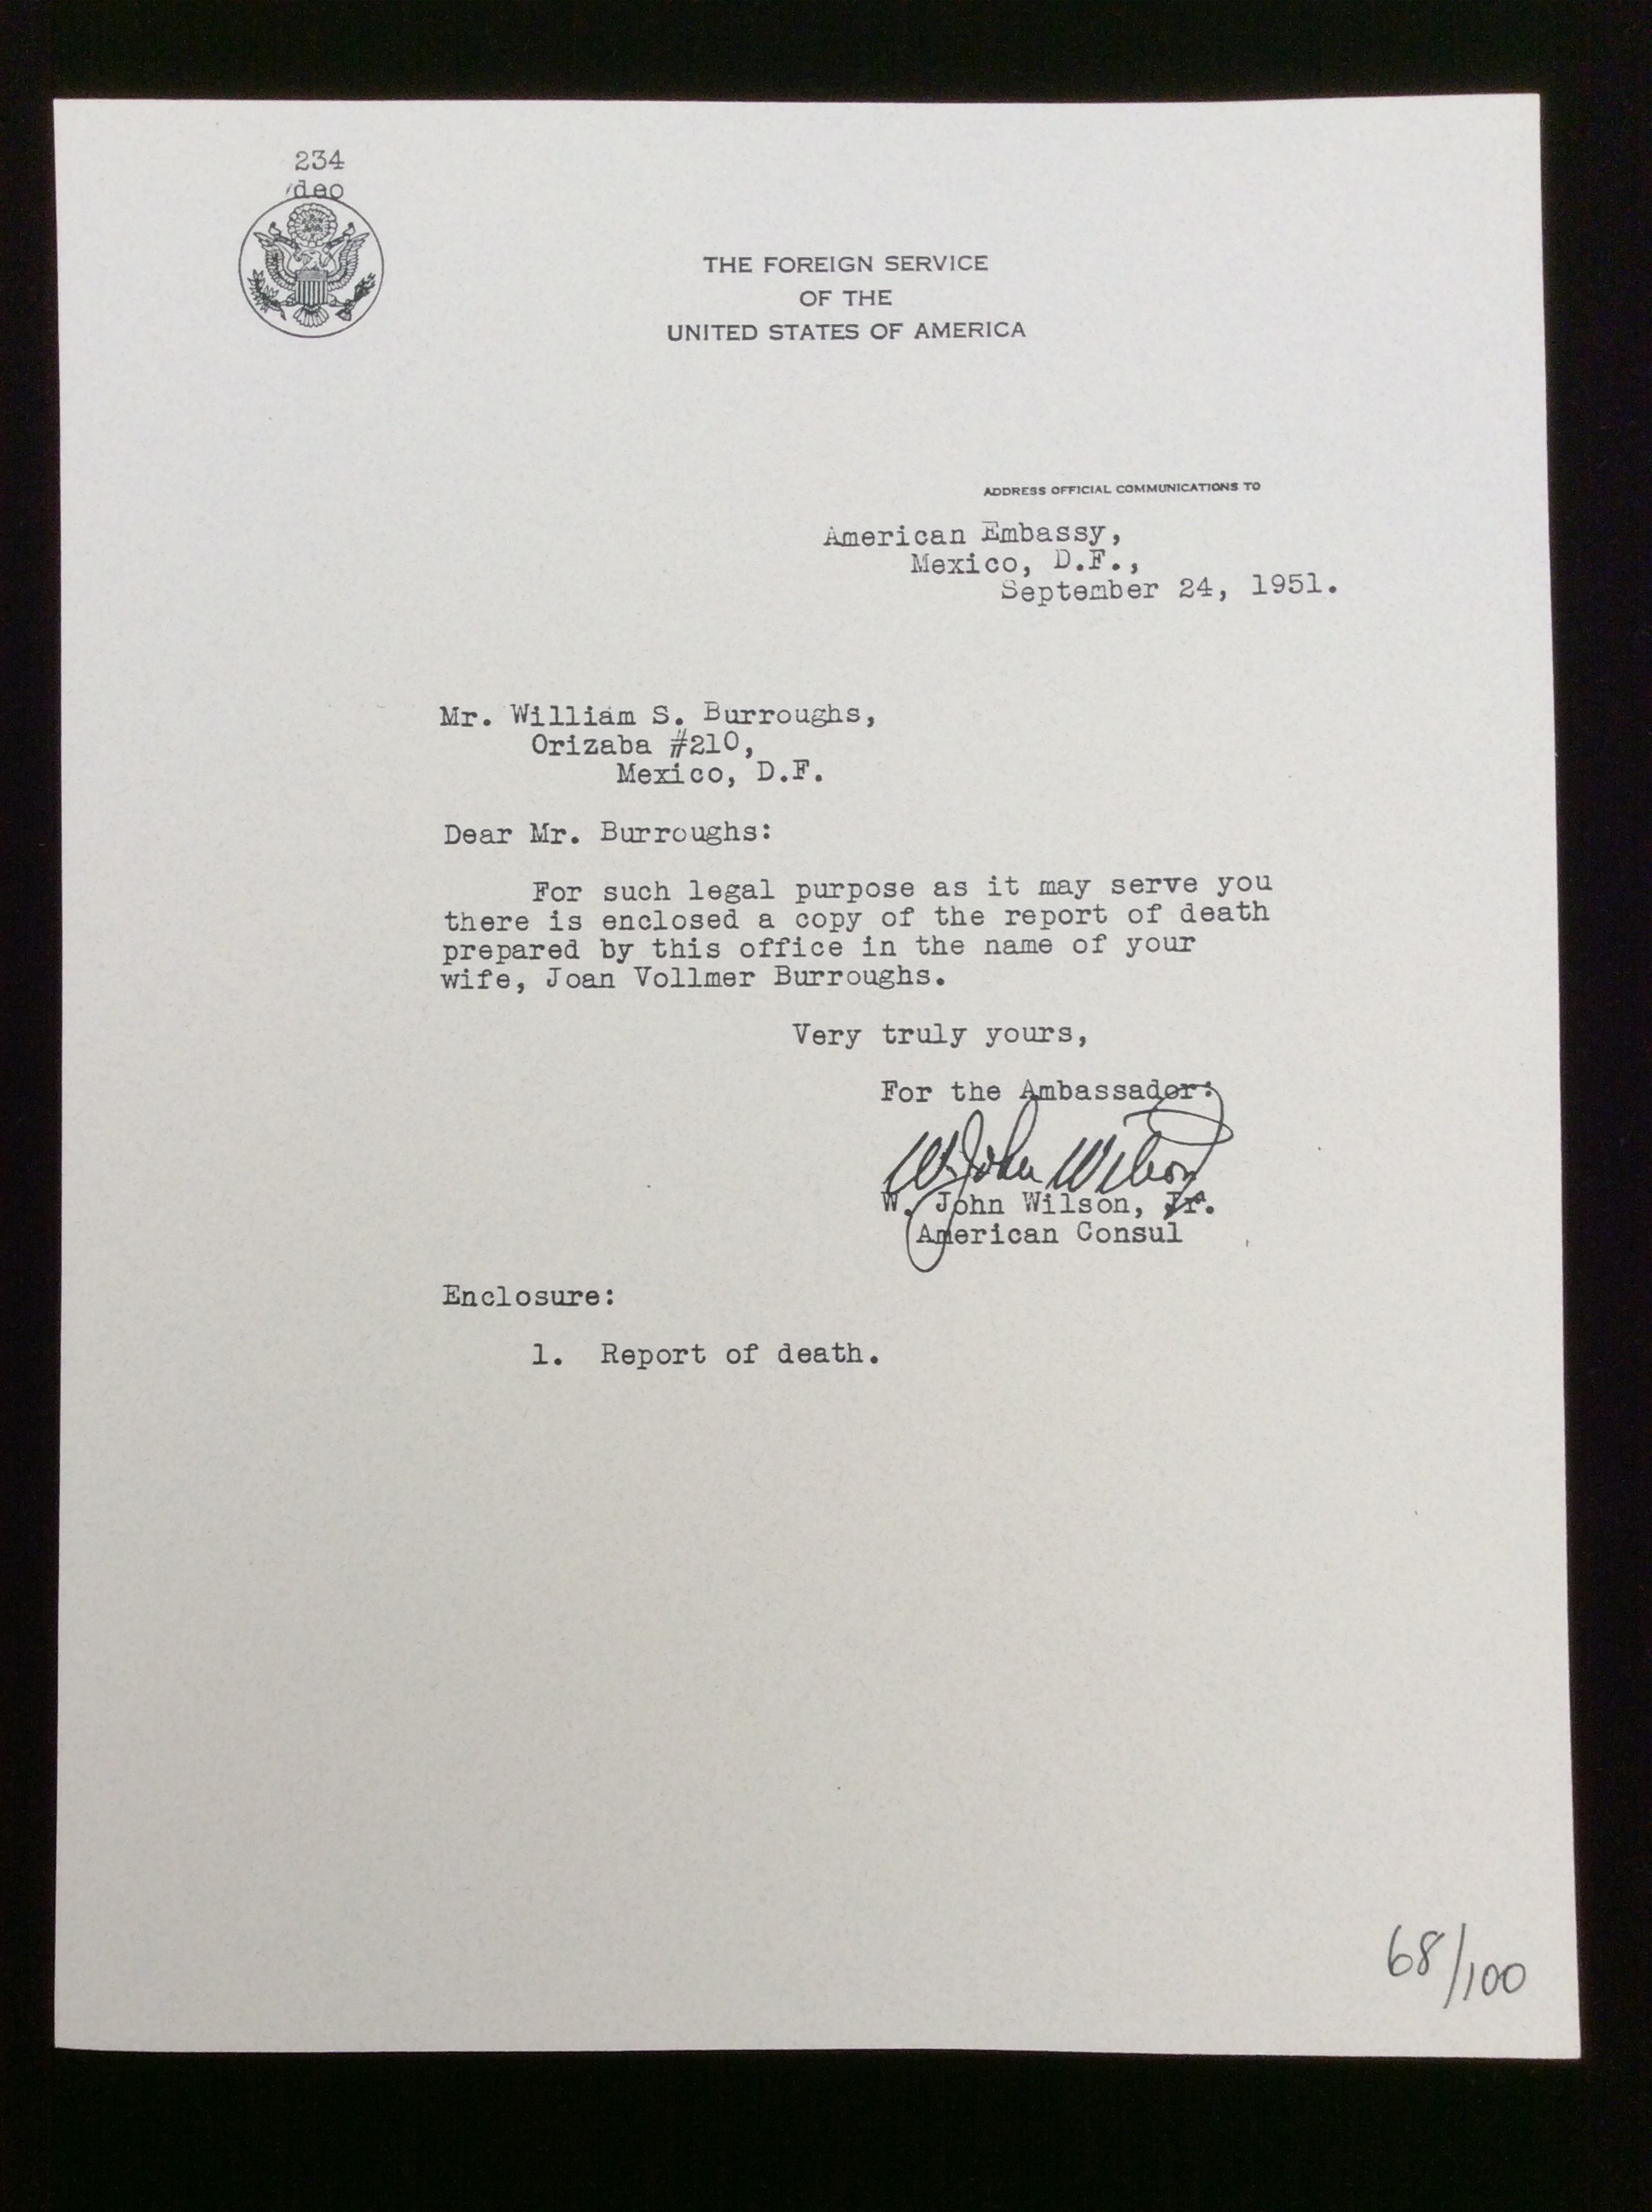 234
/deo
THE FOREIGN SERVICE
OF THE
UNITED STATES OF AMERICA
ADDRESS OFFICIAL COMMUNICATIONS TO
American Embassy,
Mexico, D.F.,
September 24, 1951.
Mr. William S. Burroughs,
Orizaba #210,
Mexico, D.F.
Dear Mr. Burroughs:
For such legal purpose as it may serve you
there is enclosed a copy of the report of death
prepared by this office in the name of your
wife, Joan Vollmer Burroughs.
Very truly yours,
For the Ambassador:
W. John Wilson
W. John Wilson, Jr.
American Consul
Enclosure:
1. Report of death.
68/100